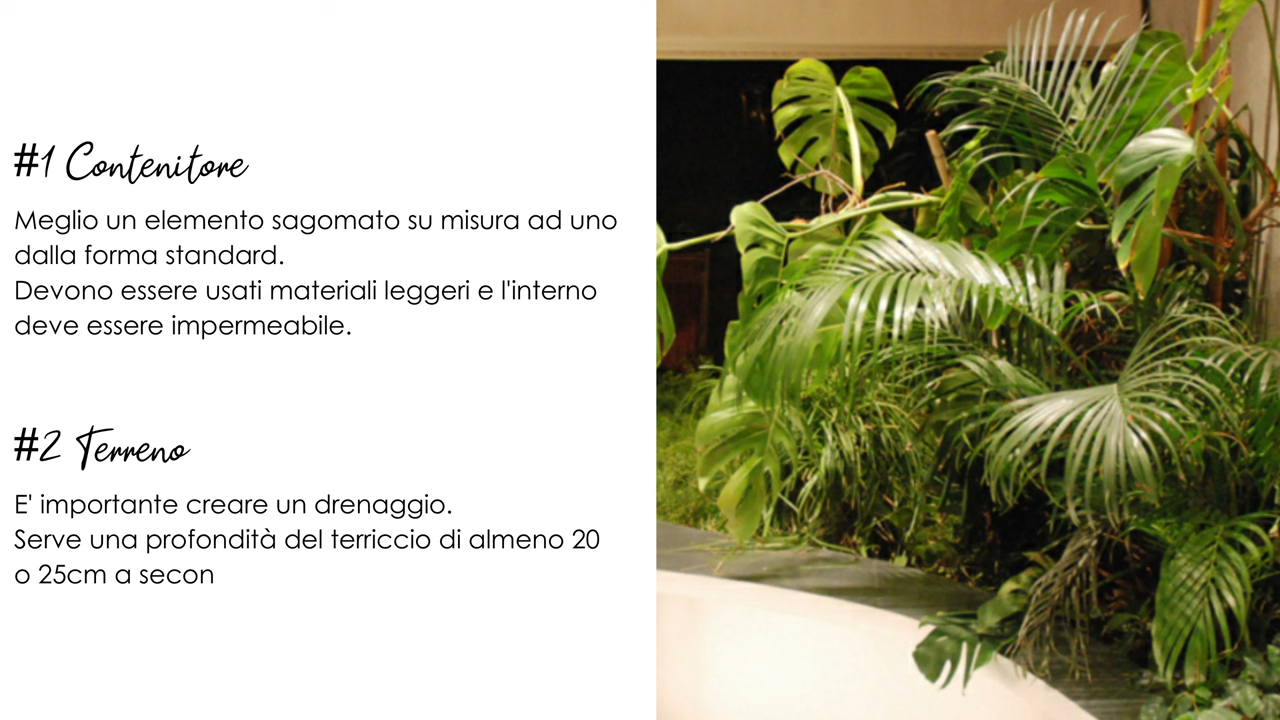 #1 Contenitore
Meglio un elemento sagomato su misura ad uno
dalla forma standard.
Devono essere usati materiali leggeri e l'interno
deve essere impermeabile.
#2 Terreno
E' importante creare un drenaggio.
Serve una profondità del terriccio di almeno 20
o 25cm a secon